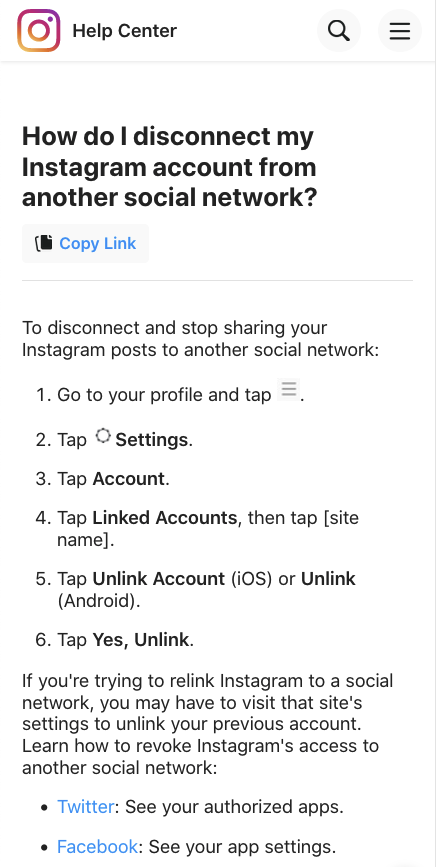 Help Center
How do I disconnect my
Instagram account from
another social network?
Copy Link
To disconnect and stop sharing your
Instagram posts to another social network:
1. Go to your profile and tap .
2. Tap Settings.
3. Tap Account.
4. Tap Linked Accounts, then tap [site
name].
5. Tap Unlink Account (iOS) or Unlink
(Android).
6. Tap Yes, Unlink.
If you're trying to relink Instagram to a social
network, you may have to visit that site's
settings to unlink your previous account.
Learn how to revoke Instagram's access to
another social network:
• Twitter: See your authorized apps.
• Facebook: See your app settings.